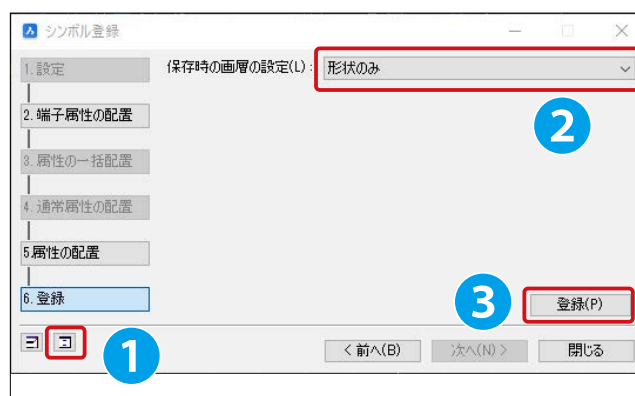 シンボル登録
1.設定
保存時の画層の設定(L):
形状のみ
2
2.端子属性の配置
3.属性の一括配置
4.通常属性の配置
5.属性の配置
6.登録
3
登録(P)
1
<前へ(B)
次へ(N)>
閉じる